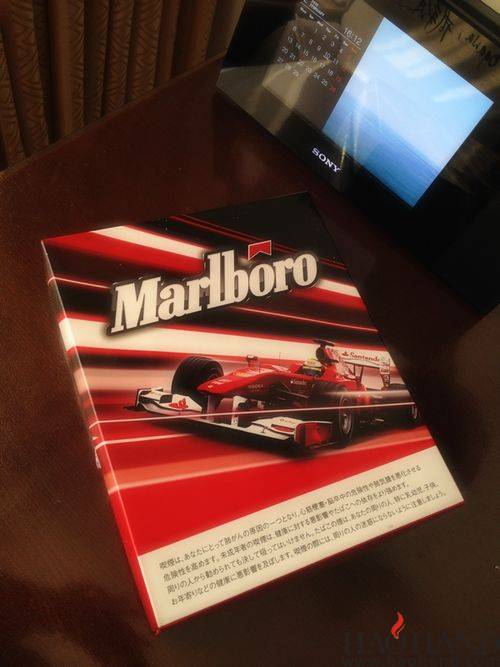 16:12
SONY
Marlboro
Santander
喫煙は、あなたにとって肺がんの原因の一つとなり、心筋梗塞・脳卒中の危険性や肺気腫を悪化させる
危険性を高めます。未成年者の喫煙は、健康に対する悪影響やたばこへの依存をより強めます。
周りの人から勧められても決して吸ってはいけません。たばこの煙は、あなたの周りの人、特に乳幼児、子供、
お年寄りなどの健康に悪影響を及ぼします。喫煙の際には、周りの人の迷惑にならないように注意しましょう。